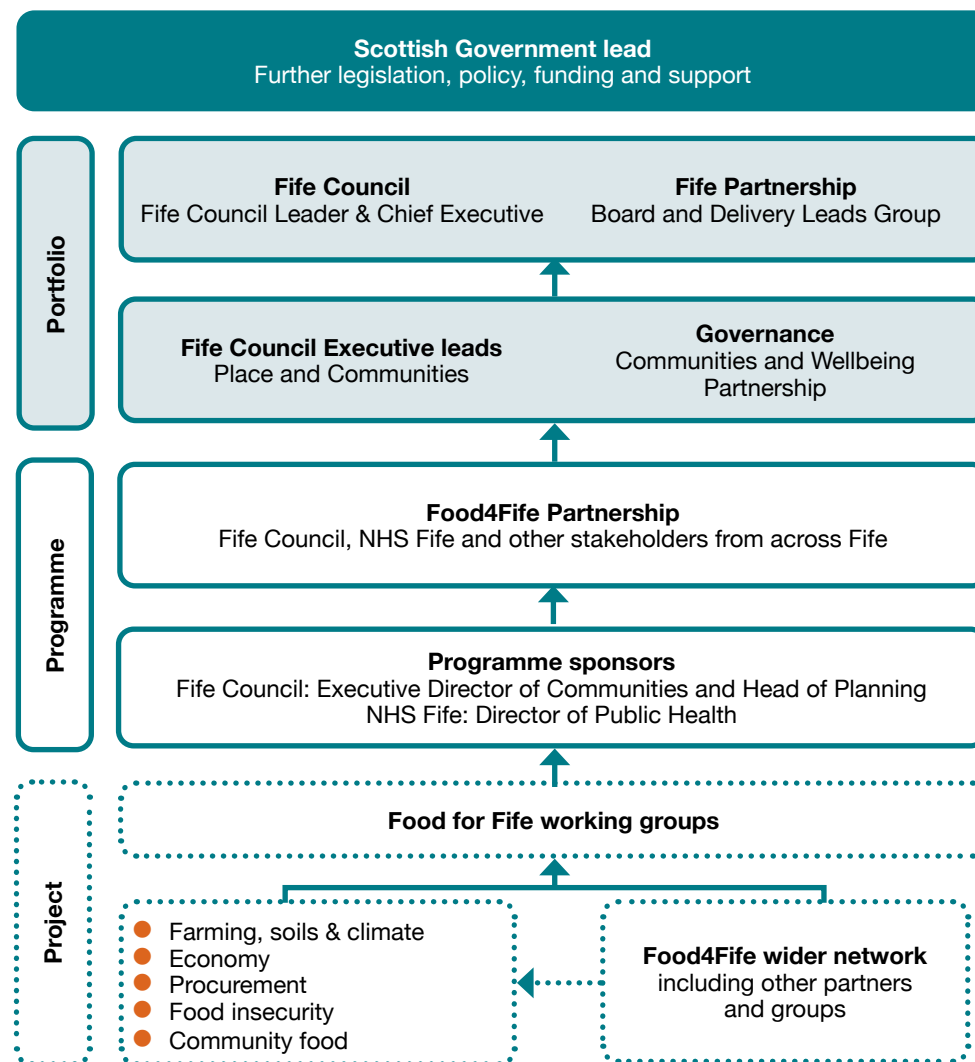 Scottish Government lead
Further legislation, policy, funding and support
Portfolio
Fife Council
Fife Council Leader & Chief Executive
Fife Partnership
Board and Delivery Leads Group
Fife Council Executive leads
Place and Communities
Governance
Communities and Wellbeing
Partnership
Programme
Food4Fife Partnership
Fife Council, NHS Fife and other stakeholders from across Fife
Programme sponsors
Fife Council: Executive Director of Communities and Head of Planning
NHS Fife: Director of Public Health
Project
Food for Fife working groups
Farming, soils & climate
Economy
Procurement
Food insecurity
Community food
Food4Fife wider network
including other partners
and groups